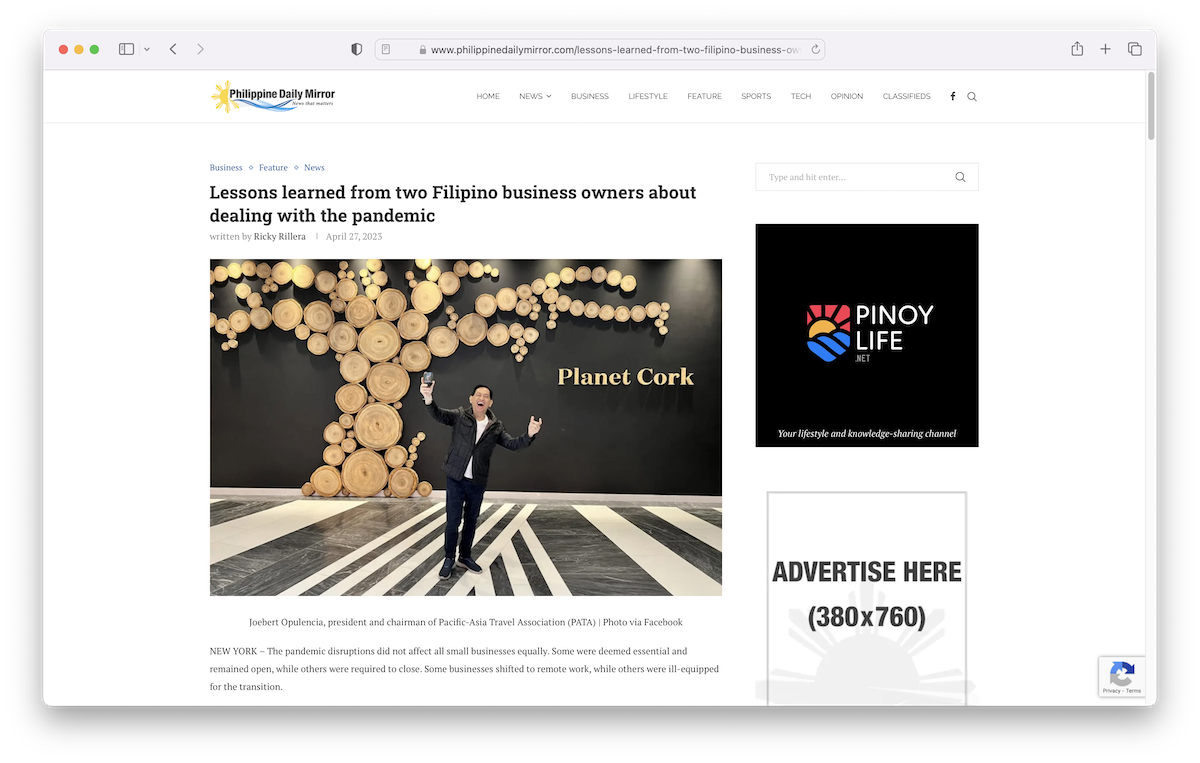 www.philippinedailymirror.com/lessons-learned-from-two-filipino-business-ow
Philippine Daily Mirror
News that matters
HOME NEWS BUSINESS LIFESTYLE FEATURE SPORTS TECH OPINION CLASSIFIEDS
Business Feature News
Lessons learned from two Filipino business owners about
dealing with the pandemic
written by Ricky Rillera April 27, 2023
Type and hit enter...
Planet Cork
PINOY
LIFE
.NET
Your lifestyle and knowledge-sharing channel
Joebert Opulencia, president and chairman of Pacific-Asia Travel Association (PATA) | Photo via Facebook
NEW YORK – The pandemic disruptions did not affect all small businesses equally. Some were deemed essential and
remained open, while others were required to close. Some businesses shifted to remote work, while others were ill-equipped
for the transition.
ADVERTISE HERE
(380x760)
Privacy - Terms